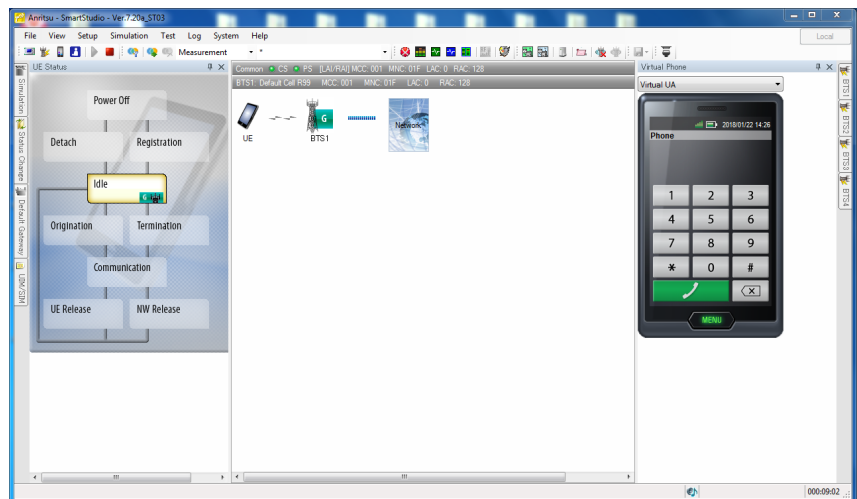 Anritsu - SmartStudio - Ver.7.20a_ST03
File View Setup Simulation Test Log System Help
Local
Measurement
UE Status
Simulation
Status Change
Default Gateway
UIM/SIM
Power Off
Detach
Registration
Idle
G
Origination
Termination
Communication
UE Release
NW Release
Common CS PS [LAI/RAI] MCC: 001 MNC: 01F LAC: 0 RAC: 128
BTS1: Default Cell R99 MCC: 001 MNC: 01F LAC: 0 RAC: 128
G
Network
UE
BTS1
Virtual Phone
Virtual UA
2018/01/22 14:26
Phone
1 2 3
4 5 6
7 8 9
* 0 #
MENU
BTS1
BTS2
BTS3
BTS4
000:09:02